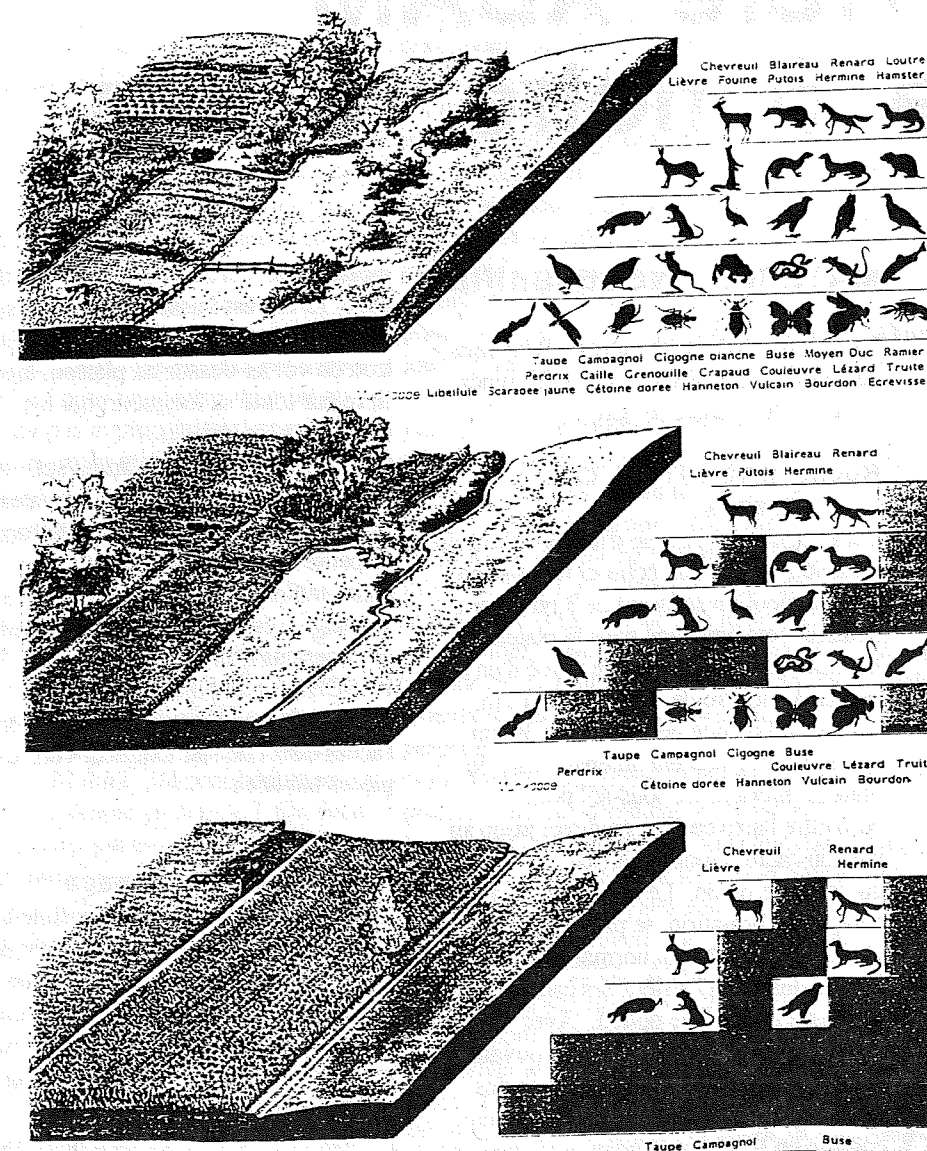 Chevreuil Blaireau Renard Loutre
Lièvre Fouine Putois Hermine Hamster
Taupe Campagnol Cigogne blanche Buse Moyen Duc Ramier
Perdrix Caille Grenouille Crapaud Couleuvre Lézard Truite
Libellule Scarabée jaune Cétoine dorée Hanneton Vulcain Bourdon Ecrevisse
Chevreuil Blaireau Renard
Lièvre Putois Hermine
Taupe Campagnol Cigogne Buse
Perdrix Couleuvre Lézard Truit
Cétoine dorée Hanneton Vulcain Bourdon
Chevreuil Renard
Lièvre Hermine
Taupe Campagnol Buse